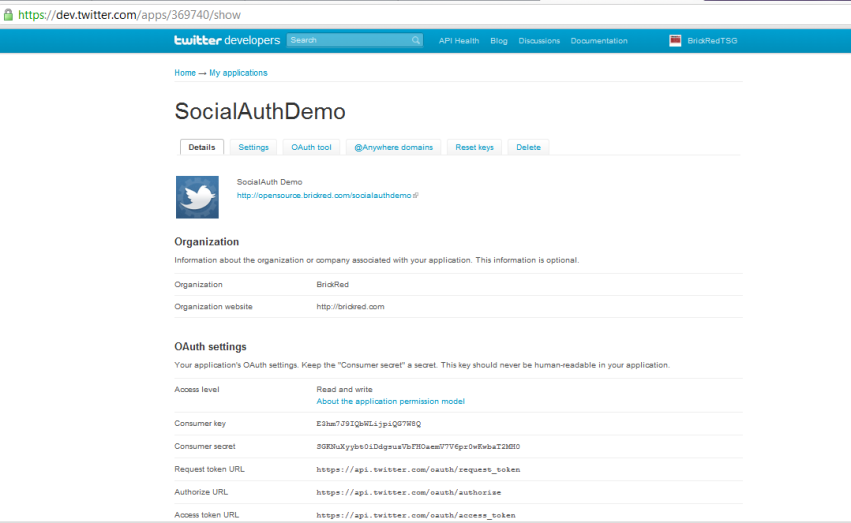 https://dev.twitter.com/apps/369740/show
twitter developers Search API Health Blog Discussions Documentation BrickRedTSG
Home → My applications
SocialAuthDemo
Details Settings OAuth tool @Anywhere domains Reset keys Delete
SocialAuth Demo
http://opensource.brickred.com/socialauthdemo
Organization
Information about the organization or company associated with your application. This information is optional.
Organization BrickRed
Organization website http://brickred.com
OAuth settings
Your application's OAuth settings. Keep the "Consumer secret" a secret. This key should never be human-readable in your application.
Access level Read and write
About the application permission model
Consumer key
Consumer secret
Request token URL https://api.twitter.com/oauth/request_token
Authorize URL https://api.twitter.com/oauth/authorize
Access token URL https://api.twitter.com/oauth/access_token